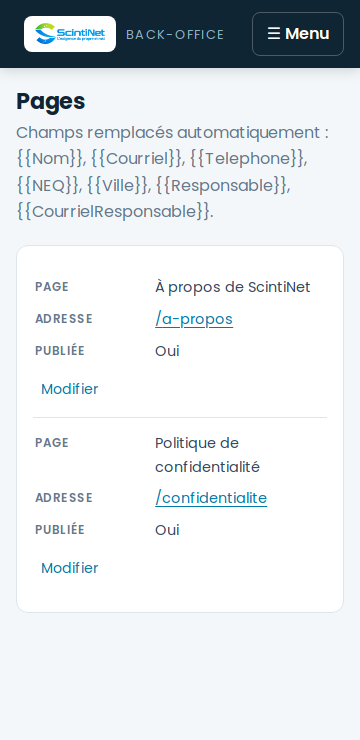 ScintiNet
BACK-OFFICE
☰ Menu
Pages
Champs remplacés automatiquement :
{{Nom}}, {{Courriel}}, {{Telephone}},
{{NEQ}}, {{Ville}}, {{Responsable}},
{{CourrielResponsable}}.
PAGE À propos de ScintiNet
ADRESSE /a-propos
PUBLIÉE Oui
Modifier
PAGE Politique de
confidentialité
ADRESSE /confidentialite
PUBLIÉE Oui
Modifier